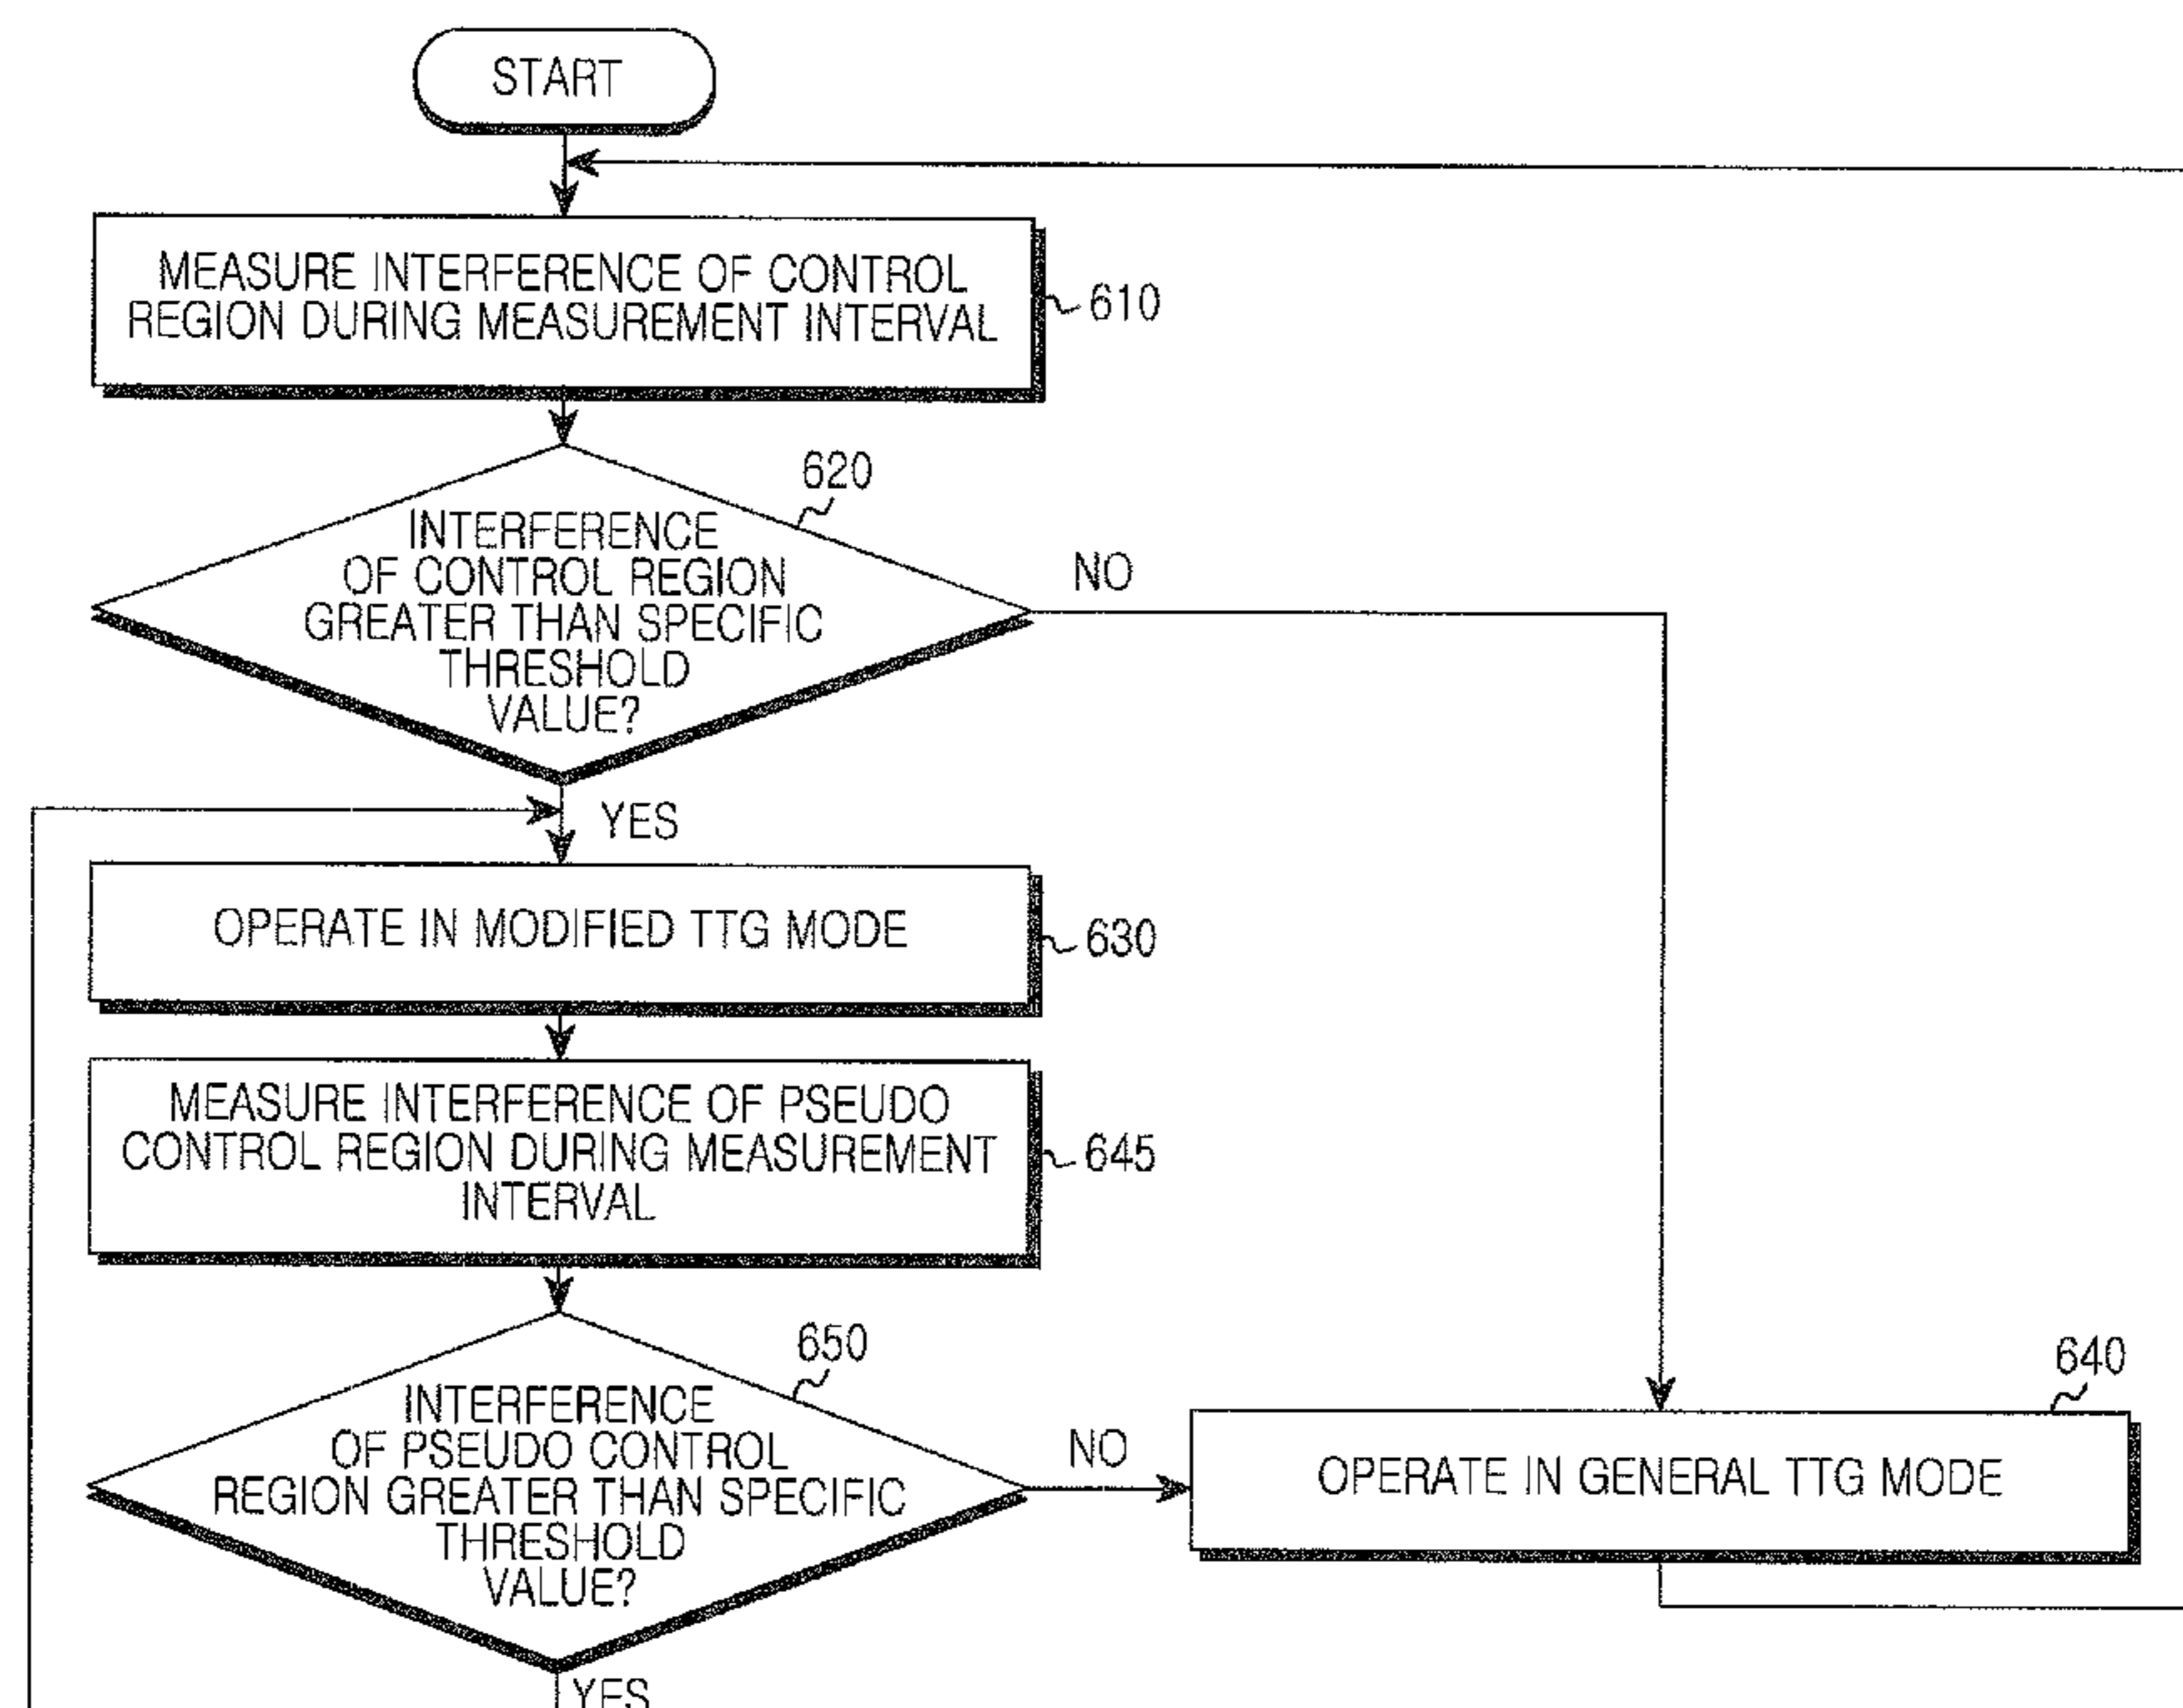 START
MEASURE INTERFERENCE OF CONTROL
REGION DURING MEASUREMENT INTERVAL
610
620
INTERFERENCE
OF CONTROL REGION
GREATER THAN SPECIFIC
THRESHOLD
VALUE?
NO
YES
OPERATE IN MODIFIED TTG MODE
630
MEASURE INTERFERENCE OF PSEUDO
CONTROL REGION DURING MEASUREMENT
INTERVAL
645
650
INTERFERENCE
OF PSEUDO CONTROL
REGION GREATER THAN SPECIFIC
THRESHOLD
VALUE?
NO
640
OPERATE IN GENERAL TTG MODE
YES